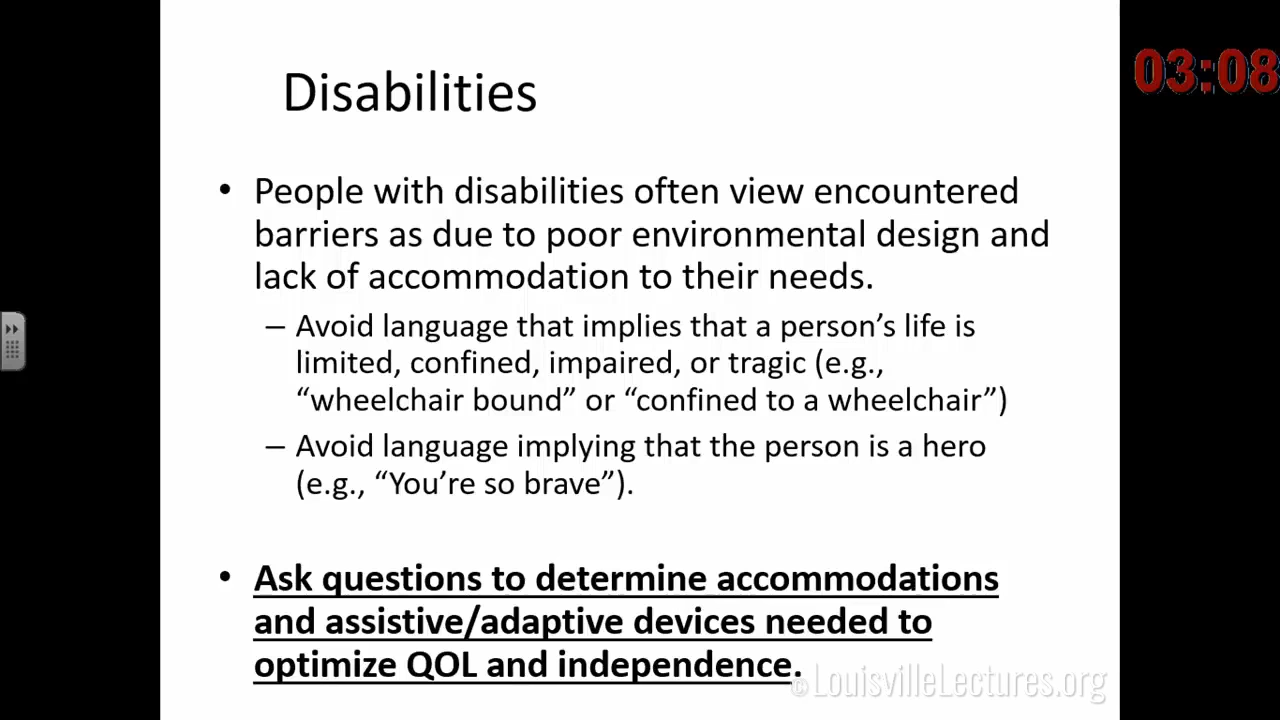 Disabilities
03:08
• People with disabilities often view encountered
barriers as due to poor environmental design and
lack of accommodation to their needs.
– Avoid language that implies that a person’s life is
limited, confined, impaired, or tragic (e.g.,
“wheelchair bound” or “confined to a wheelchair”)
– Avoid language implying that the person is a hero
(e.g., “You’re so brave”).
• Ask questions to determine accommodations
and assistive/adaptive devices needed to
optimize QOL and independence.
©LouisvilleLectures.org